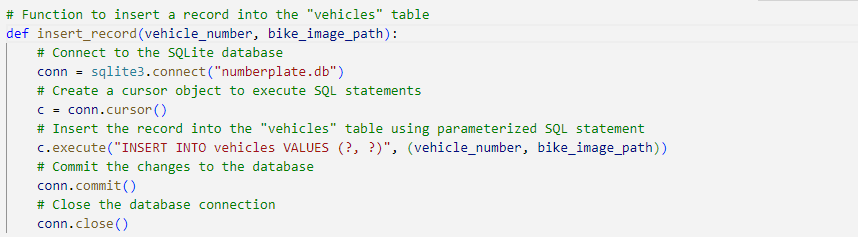 # Function to insert a record into the "vehicles" table
def insert_record(vehicle_number, bike_image_path):
    # Connect to the SQLite database
    conn = sqlite3.connect("numberplate.db")
    # Create a cursor object to execute SQL statements
    c = conn.cursor()
    # Insert the record into the "vehicles" table using parameterized SQL statement
    c.execute("INSERT INTO vehicles VALUES (?, ?)", (vehicle_number, bike_image_path))
    # Commit the changes to the database
    conn.commit()
    # Close the database connection
    conn.close()